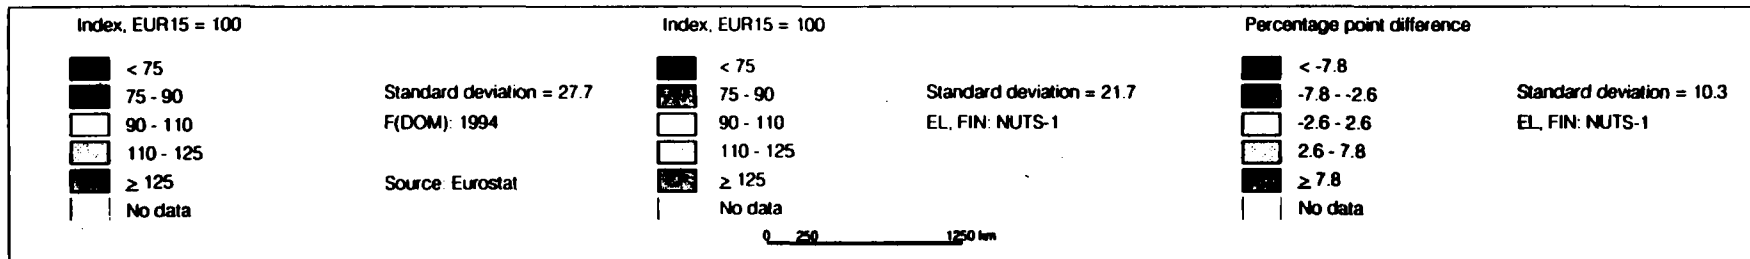 Index, EUR15 = 100
< 75
75 - 90
90 - 110
110 - 125
≥ 125
No data
Standard deviation = 27.7
F(DOM): 1994
Source: Eurostat
Index, EUR15 = 100
< 75
75 - 90
90 - 110
110 - 125
≥ 125
No data
Standard deviation = 21.7
EL, FIN: NUTS-1
0 250 1250 km
Percentage point difference
< -7.8
-7.8 - -2.6
-2.6 - 2.6
2.6 - 7.8
≥ 7.8
No data
Standard deviation = 10.3
EL, FIN: NUTS-1